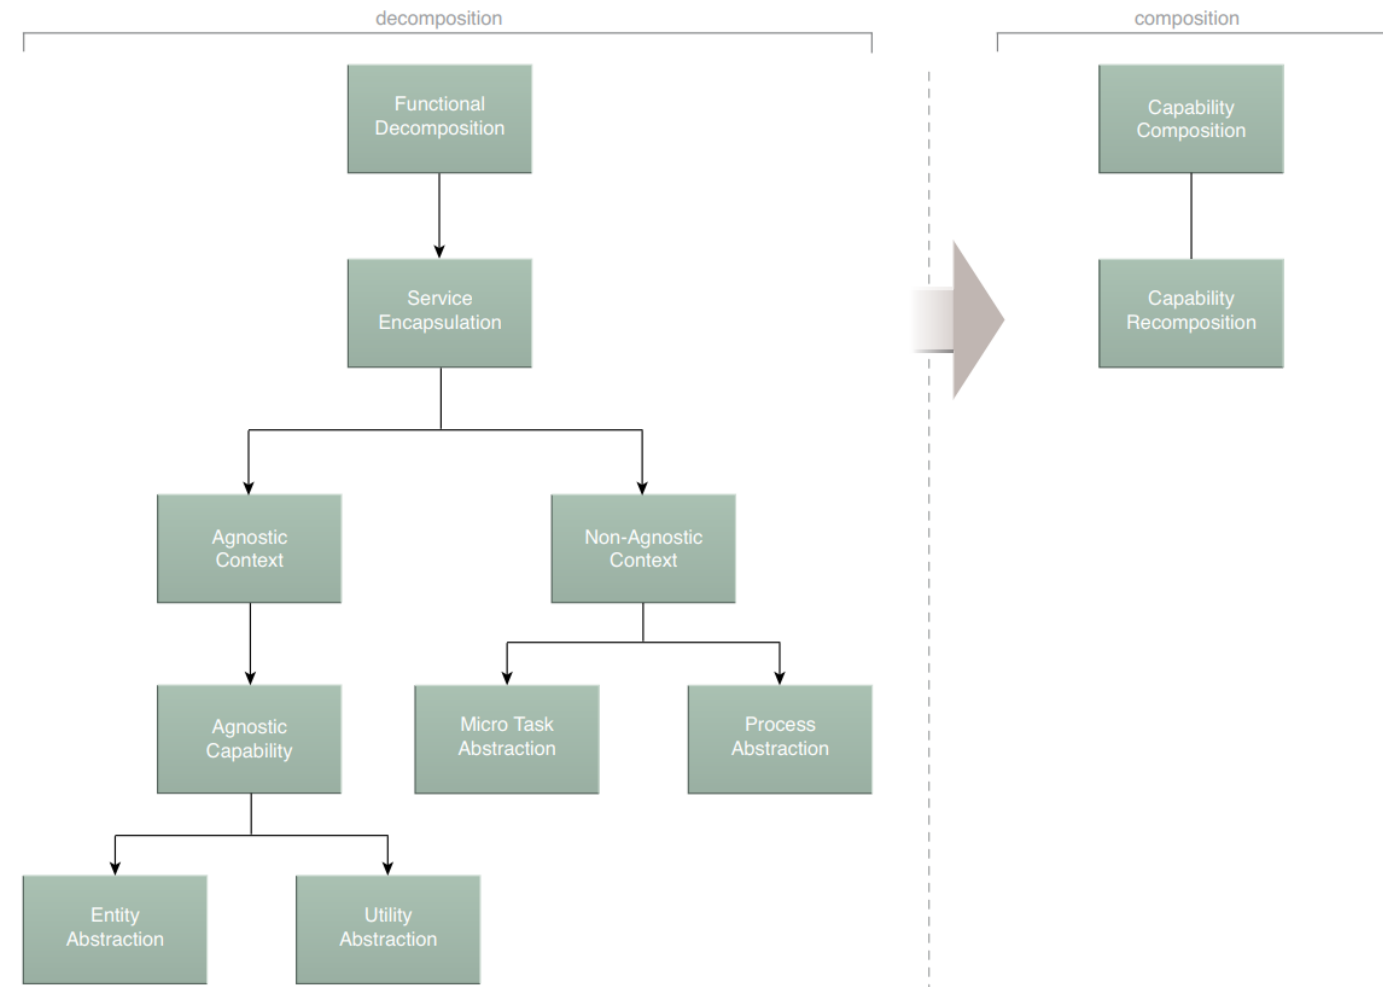 decomposition
composition
Functional
Decomposition
Capability
Composition
Service
Encapsulation
Capability
Recomposition
Agnostic
Context
Non-Agnostic
Context
Agnostic
Capability
Micro Task
Abstraction
Process
Abstraction
Entity
Abstraction
Utility
Abstraction